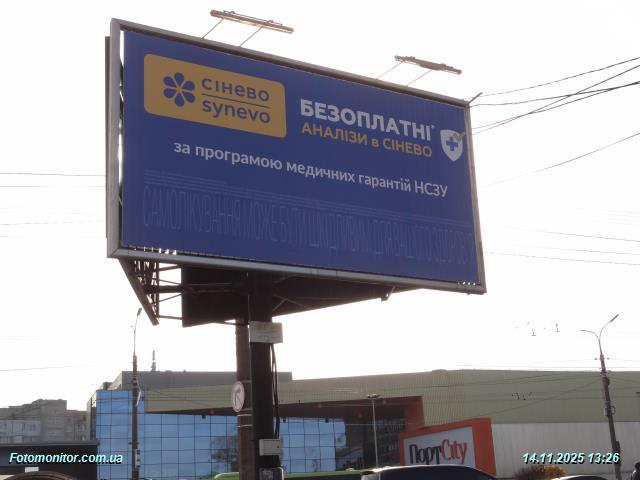 СІНЕВО
synevo
БЕЗОПЛАТНІ*
АНАЛІЗИ в СІНЕВО
за програмою медичних гарантій НСЗУ
САМОЛІКУВАННЯ МОЖЕ БУТИ ШКІДЛИВИМ ДЛЯ ВАШОГО ЗДОРОВ'Я
ПортCity
Fotomonitor.com.ua
14.11.2025 13:26